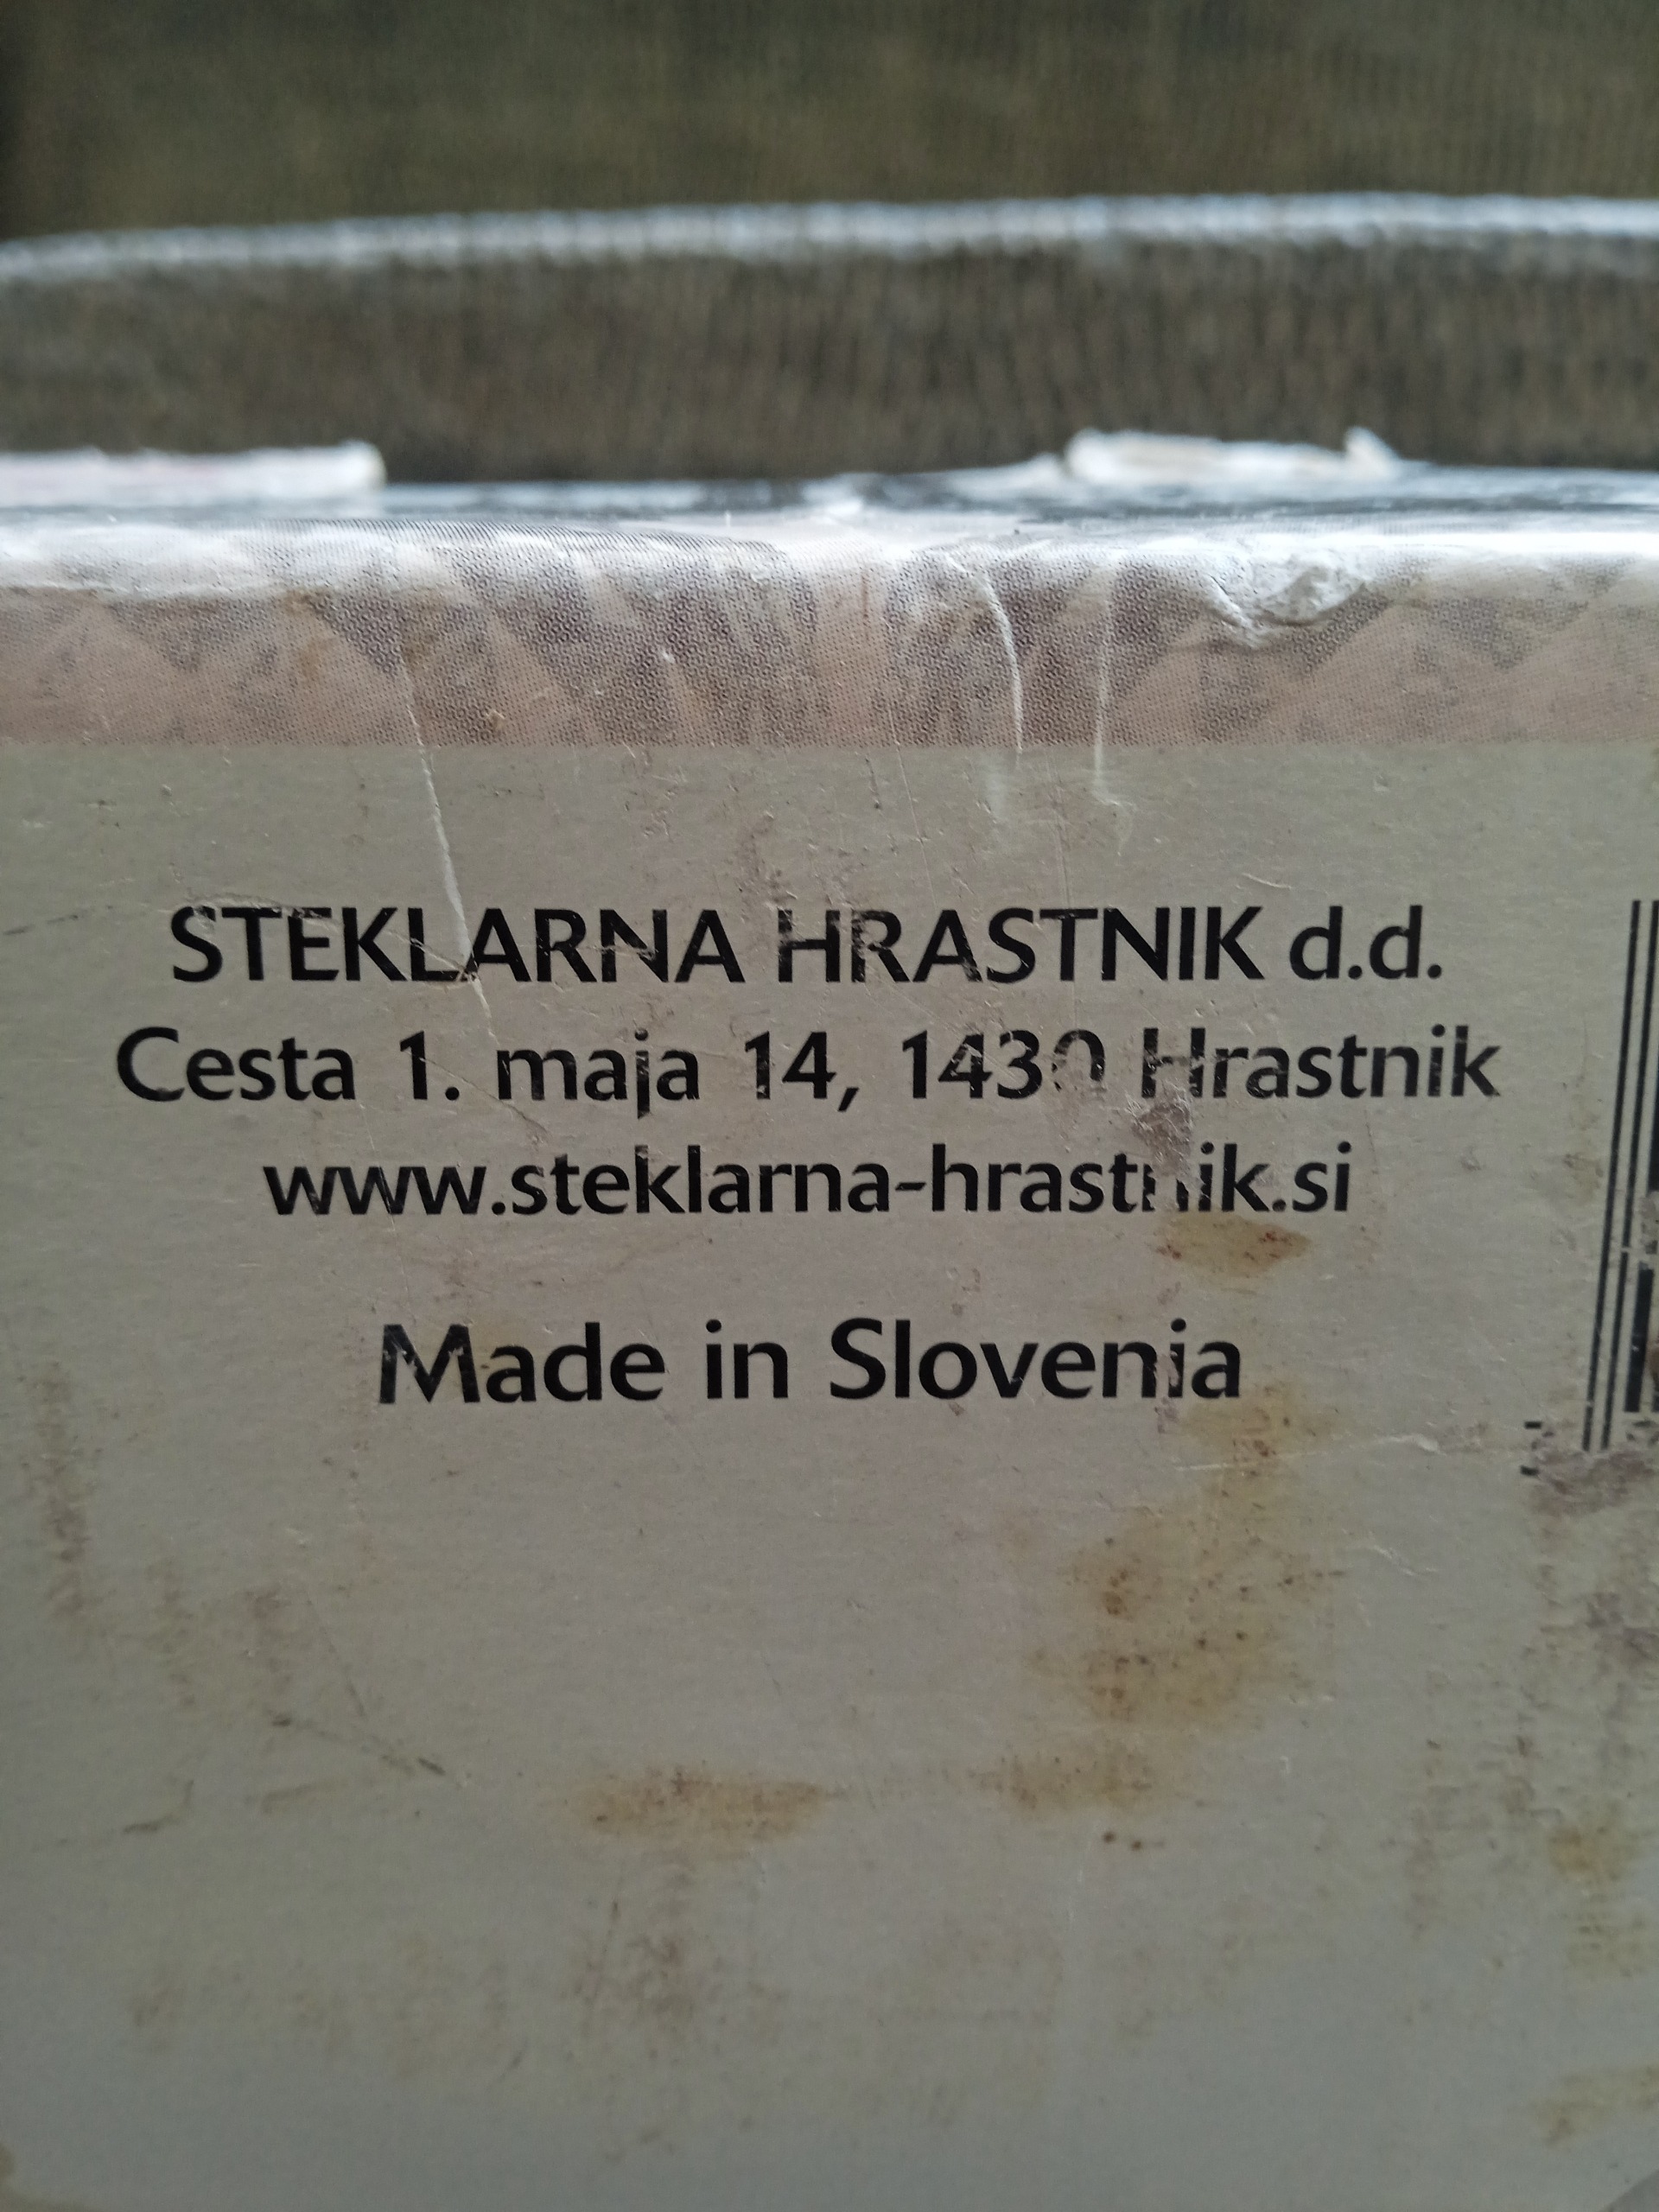 STEKLARNA HRASTNIK d.d.
Cesta 1. maja 14, 1430 Hrastnik
www.steklarna-hrastnik.si
Made in Slovenia